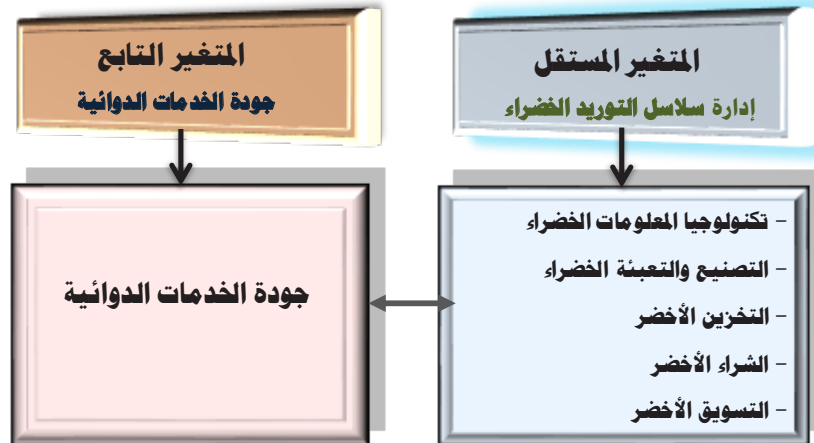 المتغير المستقل
إدارة سلاسل التوريد الخضراء
المتغير التابع
جودة الخدمات الدوائية
- تكنولوجيا المعلومات الخضراء
- التصنيع والتعبئة الخضراء
- التخزين الأخضر
- الشراء الأخضر
- التسويق الأخضر
جودة الخدمات الدوائية